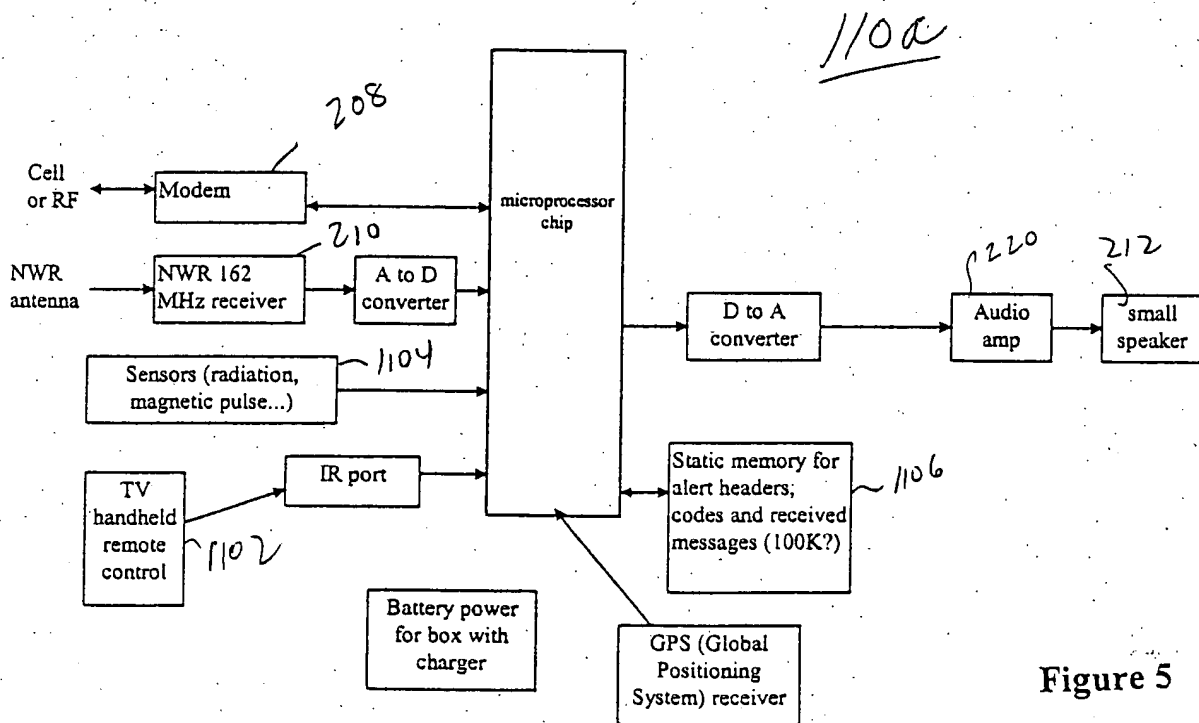 110a
208
Cell
or RF
Modem
microprocessor
chip
210
NWR
antenna
NWR 162
MHz receiver
A to D
converter
220
212
D to A
converter
Audio
amp
small
speaker
Sensors (radiation,
magnetic pulse...)
1104
IR port
TV
handheld
remote
control
1102
Static memory for
alert headers;
codes and received
messages (100K?)
1106
Battery power
for box with
charger
GPS (Global
Positioning
System) receiver
Figure 5